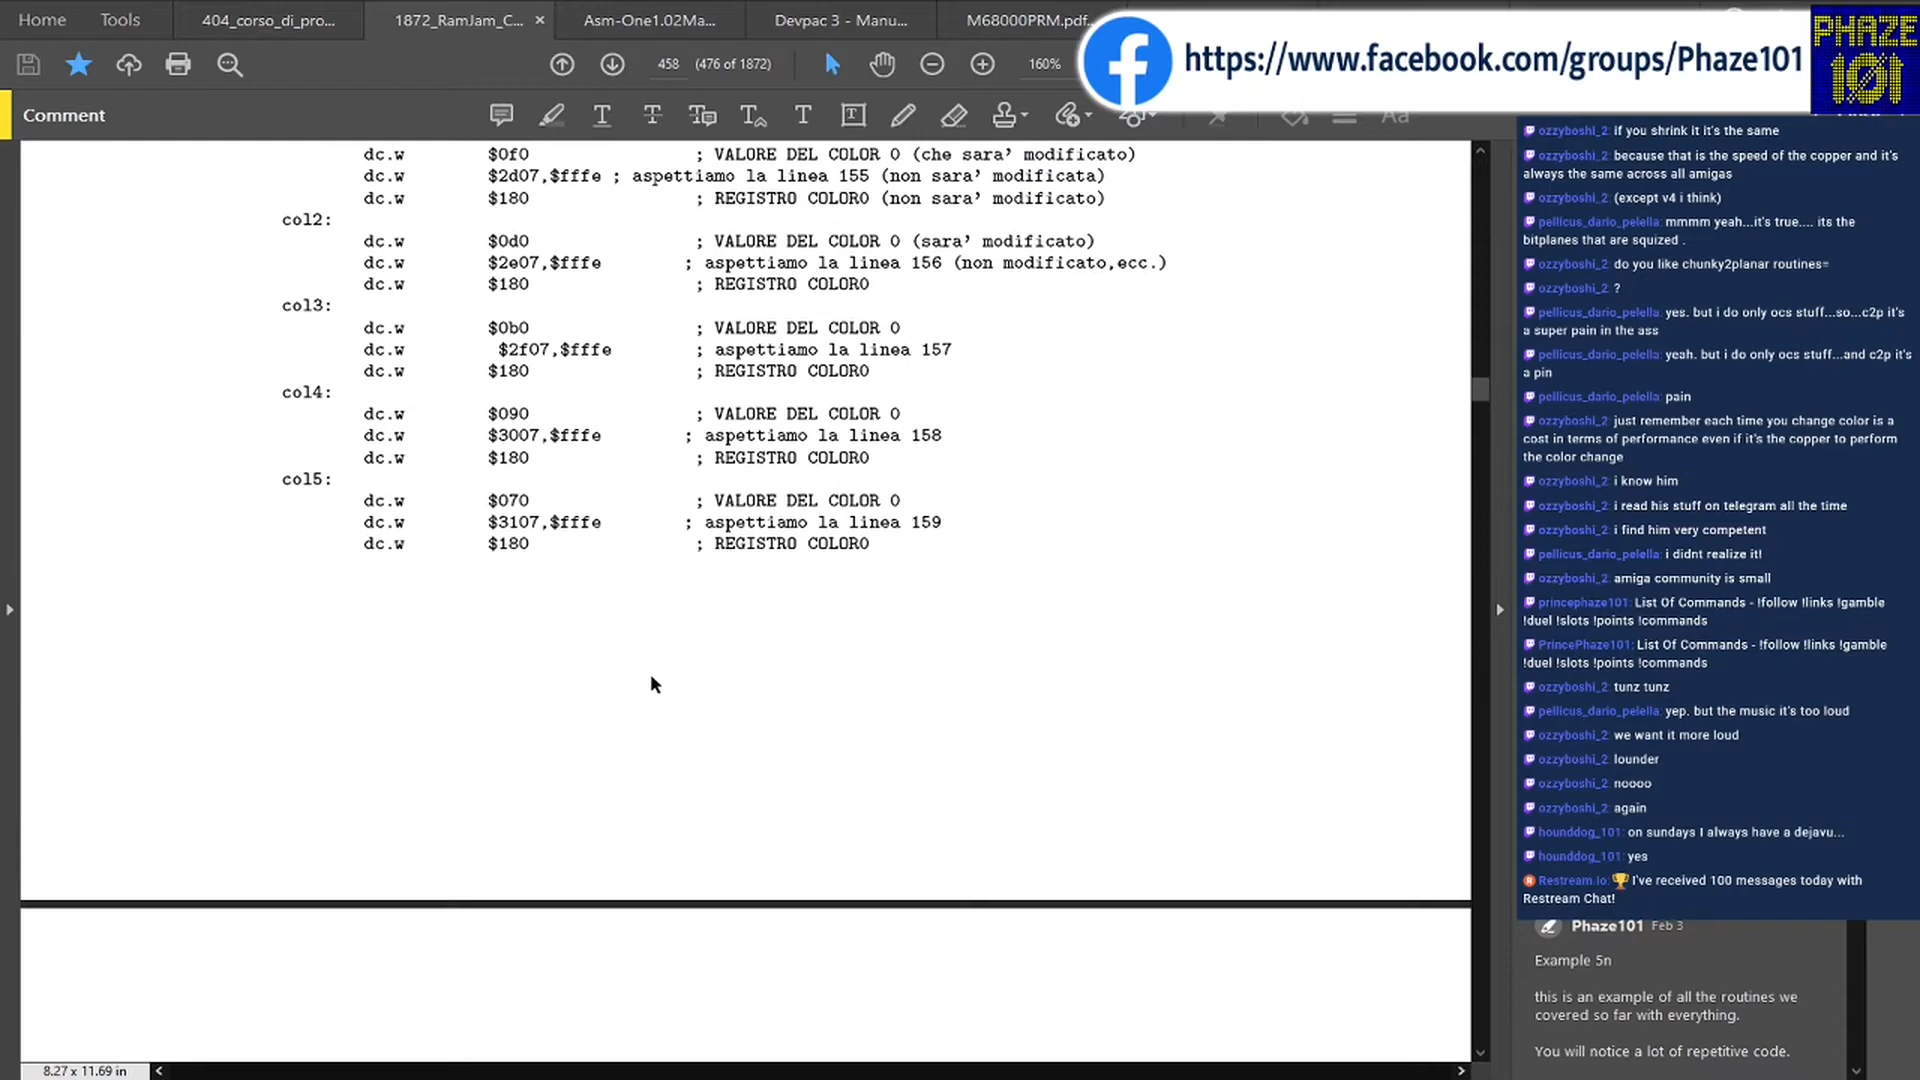 Home
Tools
404_corso_di_pro...
1872_RamJam_C... ×
Asm-One1.02Ma...
Devpac 3 - Manu...
M68000PRM.pdf...
https://www.facebook.com/groups/Phaze101
PHAZE
101
458 (476 of 1872)
160%
Comment
dc.w $0f0 ; VALORE DEL COLOR 0 (che sara’ modificato)
dc.w $2d07,$fffe ; aspettiamo la linea 155 (non sara’ modificata)
dc.w $180 ; REGISTRO COLOR0 (non sara’ modificato)
col2:
dc.w $0d0 ; VALORE DEL COLOR 0 (sara’ modificato)
dc.w $2e07,$fffe ; aspettiamo la linea 156 (non modificato,ecc.)
dc.w $180 ; REGISTRO COLOR0
col3:
dc.w $0b0 ; VALORE DEL COLOR 0
dc.w $2f07,$fffe ; aspettiamo la linea 157
dc.w $180 ; REGISTRO COLOR0
col4:
dc.w $090 ; VALORE DEL COLOR 0
dc.w $3007,$fffe ; aspettiamo la linea 158
dc.w $180 ; REGISTRO COLOR0
col5:
dc.w $070 ; VALORE DEL COLOR 0
dc.w $3107,$fffe ; aspettiamo la linea 159
dc.w $180 ; REGISTRO COLOR0
8.27 x 11.69 in
ozzyboshi_2: if you shrink it it's the same
ozzyboshi_2: because that is the speed of the copper and it's
always the same across all amigas
ozzyboshi_2: (except v4 i think)
pellicus_dario_pelella: mmmm yeah...it's true.... its the
bitplanes that are squized .
ozzyboshi_2: do you like chunky2planar routines=
ozzyboshi_2: ?
pellicus_dario_pelella: yes. but i do only ocs stuff...so...c2p it's
a super pain in the ass
pellicus_dario_pelella: yeah. but i do only ocs stuff...and c2p it's
a pin
pellicus_dario_pelella: pain
ozzyboshi_2: just remember each time you change color is a
cost in terms of performance even if it's the copper to perform
the color change
ozzyboshi_2: i know him
ozzyboshi_2: i read his stuff on telegram all the time
ozzyboshi_2: i find him very competent
pellicus_dario_pelella: i didnt realize it!
ozzyboshi_2: amiga community is small
princephaze101: List Of Commands - !follow !links !gamble
!duel !slots !points !commands
PrincePhaze101: List Of Commands - !follow !links !gamble
!duel !slots !points !commands
ozzyboshi_2: tunz tunz
pellicus_dario_pelella: yep. but the music it's too loud
ozzyboshi_2: we want it more loud
ozzyboshi_2: lounder
ozzyboshi_2: noooo
ozzyboshi_2: again
hounddog_101: on sundays I always have a dejavu...
hounddog_101: yes
Restream.io: 🏆 I've received 100 messages today with
Restream Chat!
Phaze101 Feb 3
Example 5n
this is an example of all the routines we
covered so far with everything.
You will notice a lot of repetitive code.